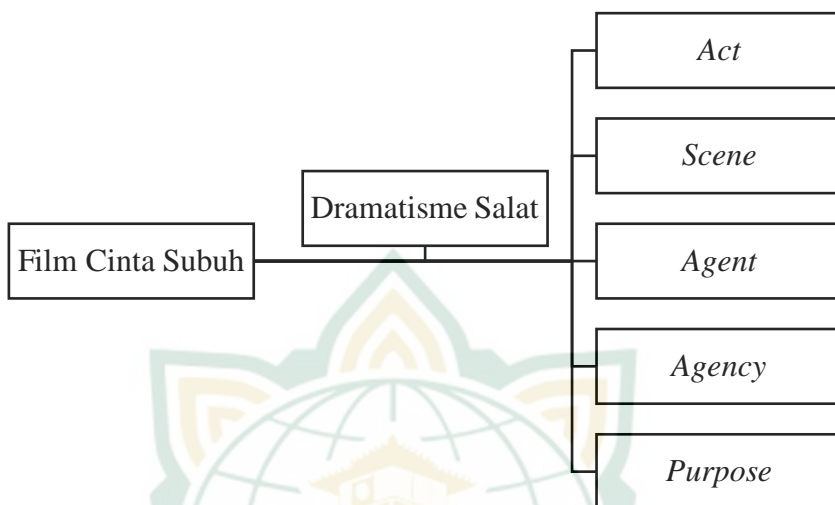 Film Cinta Subuh
Dramatisme Salat
Act
Scene
Agent
Agency
Purpose